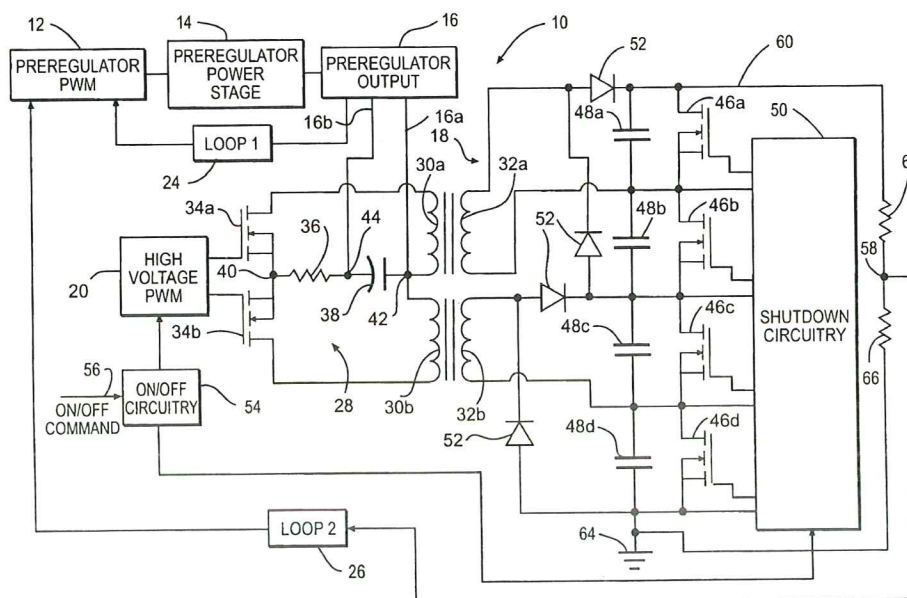 12
14
16
10
52
60
PREREGULATOR
PWM
PREREGULATOR
POWER
STAGE
PREREGULATOR
OUTPUT
16b
16a
48a
46a
50
LOOP 1
24
18
30a
32a
34a
36
44
52
48b
46b
58
HIGH
VOLTAGE
PWM
20
40
38
42
52
46c
SHUTDOWN
CIRCUITRY
34b
48c
66
56
ON/OFF
COMMAND
ON/OFF
CIRCUITRY
54
28
30b
32b
52
48d
46d
LOOP 2
26
64